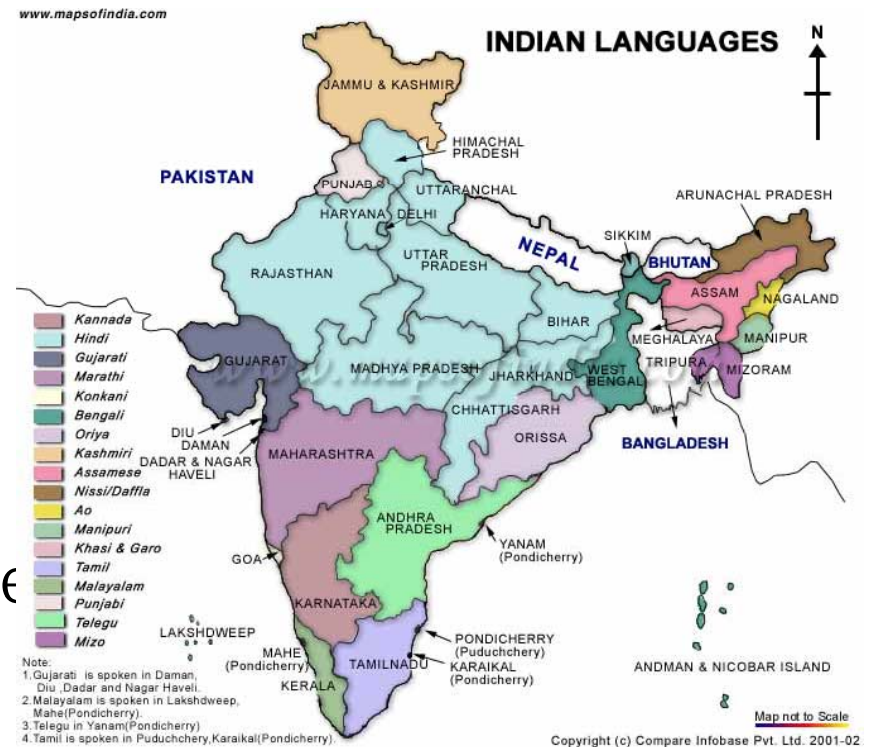 www.mapsofindia.com
INDIAN LANGUAGES
N
JAMMU & KASHMIR
HIMACHAL
PRADESH
PAKISTAN
PUNJAB
UTTARANCHAL
ARUNACHAL PRADESH
HARYANA
DELHI
SIKKIM
NEPAL
BHUTAN
UTTAR
PRADESH
RAJASTHAN
ASSAM
NAGALAND
BIHAR
MEGHALAYA
MANIPUR
GUJARAT
MADHYA PRADESH
JHARKHAND
WEST
BENGAL
TRIPURA
MIZORAM
CHHATTISGARH
DIU
DAMAN
DADAR & NAGAR
HAVELI
MAHARASHTRA
ORISSA
BANGLADESH
ANDHRA
PRADESH
YANAM
(Pondicherry)
GOA
KARNATAKA
LAKSHDWEEP
MAHE
(Pondicherry)
KERALA
TAMILNADU
PONDICHERRY
(Puduchchery)
KARAIKAL
(Pondicherry)
ANDMAN & NICOBAR ISLAND
Kannada
Hindi
Gujarati
Marathi
Konkani
Bengali
Oriya
Kashmiri
Assamese
Nissi/Daffla
Ao
Manipuri
Khasi & Garo
Tamil
Malayalam
Punjabi
Telegu
Mizo
Note:
1.Gujarati is spoken in Daman,
Diu ,Dadar and Nagar Haveli.
2.Malayalam is spoken in Lakshdweep,
Mahe(Pondicherry).
3.Telegu in Yanam(Pondicherry)
4.Tamil is spoken in Puduchchery,Karaikal(Pondicherry).
Map not to Scale
Copyright (c) Compare Infobase Pvt. Ltd. 2001-02